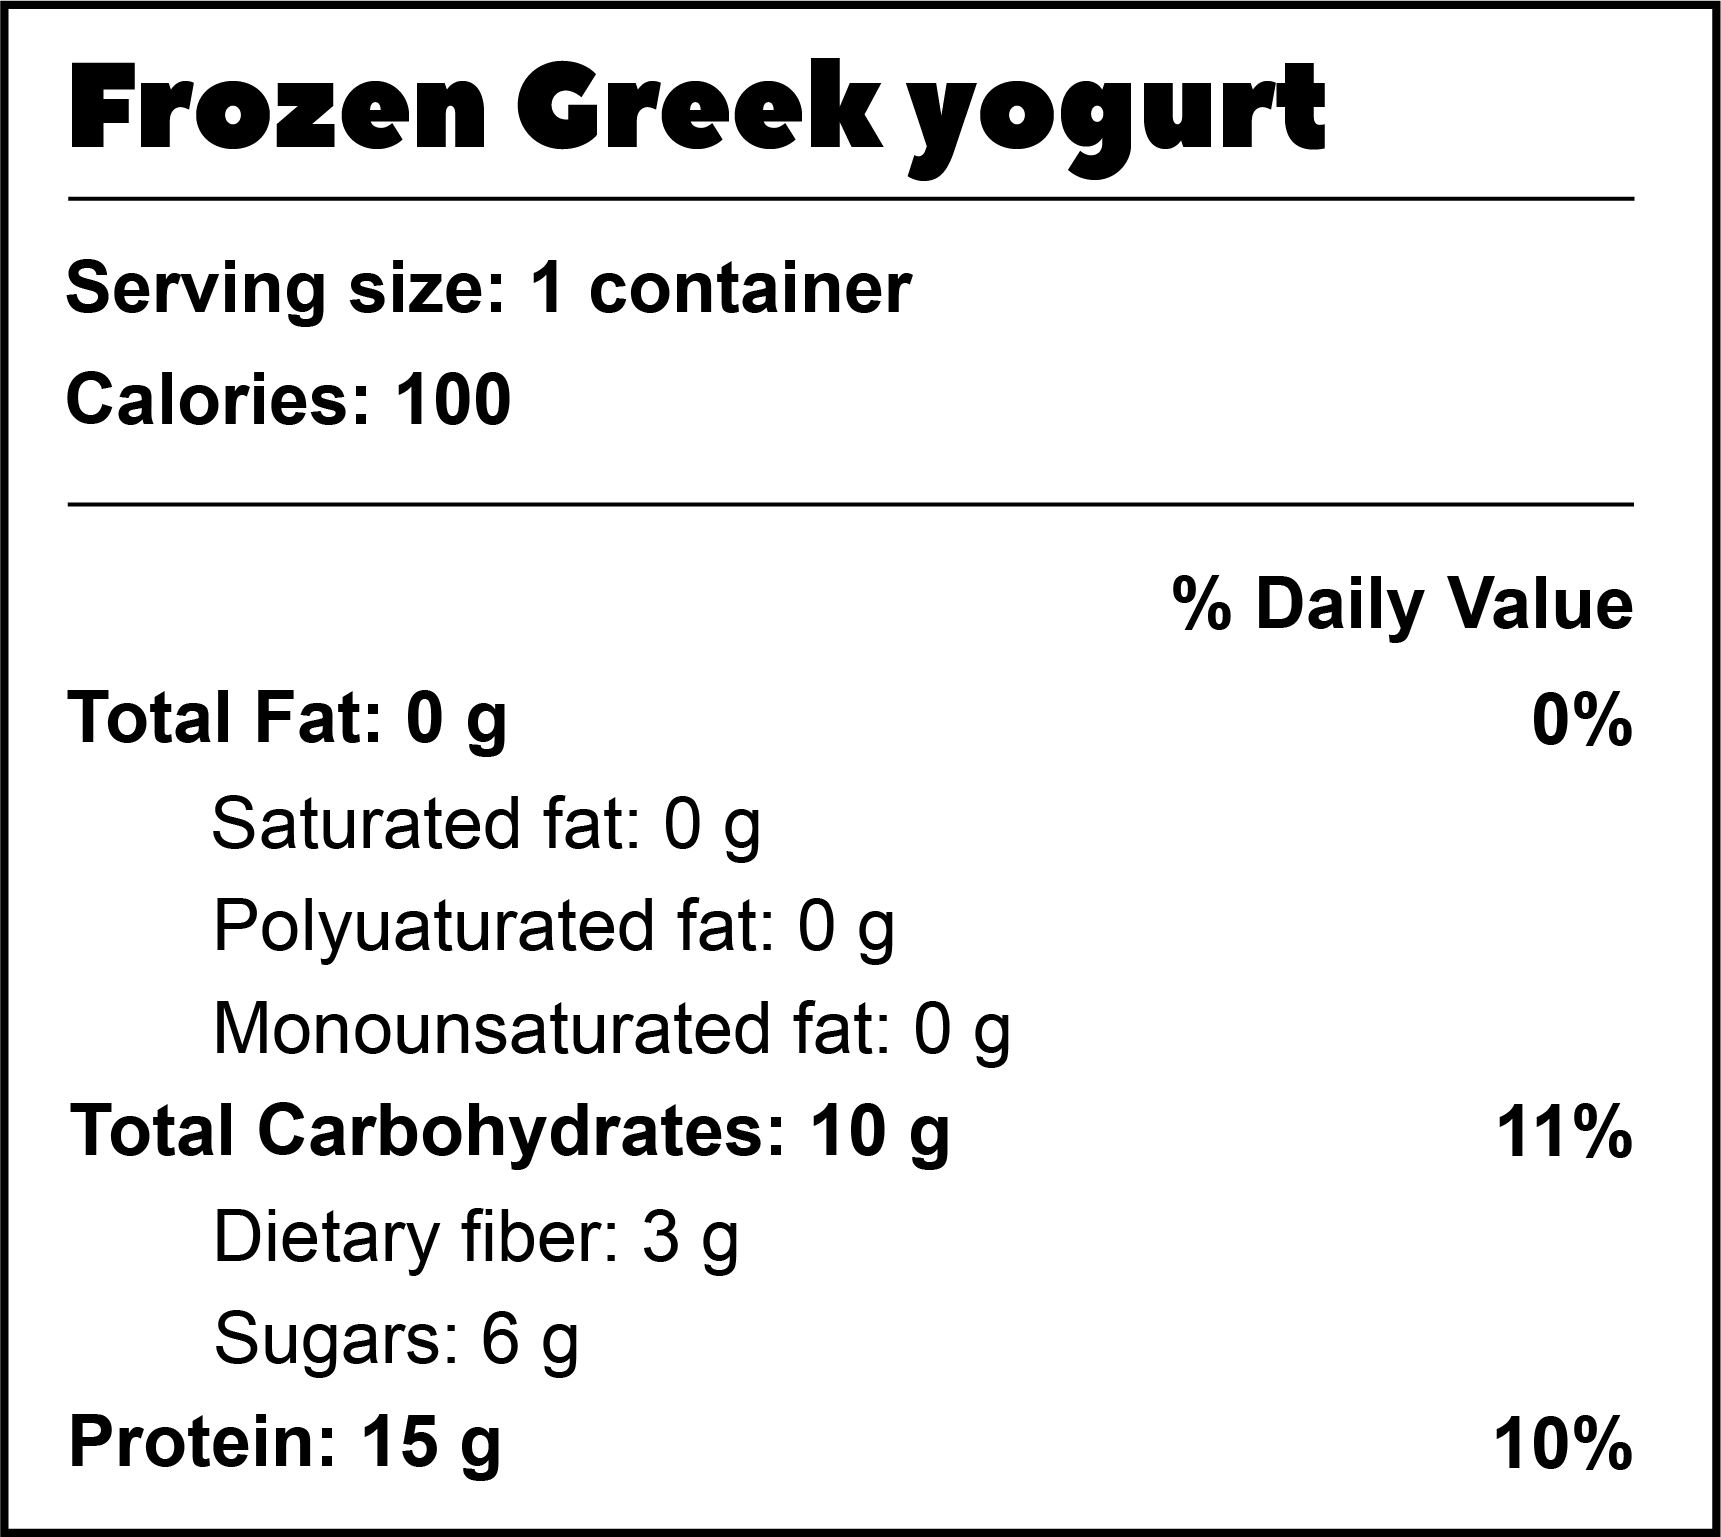 Frozen Greek yogurt
Serving size: 1 container
Calories: 100
% Daily Value
Total Fat: 0 g 0%
Saturated fat: 0 g
Polyuaturated fat: 0 g
Monounsaturated fat: 0 g
Total Carbohydrates: 10 g 11%
Dietary fiber: 3 g
Sugars: 6 g
Protein: 15 g 10%